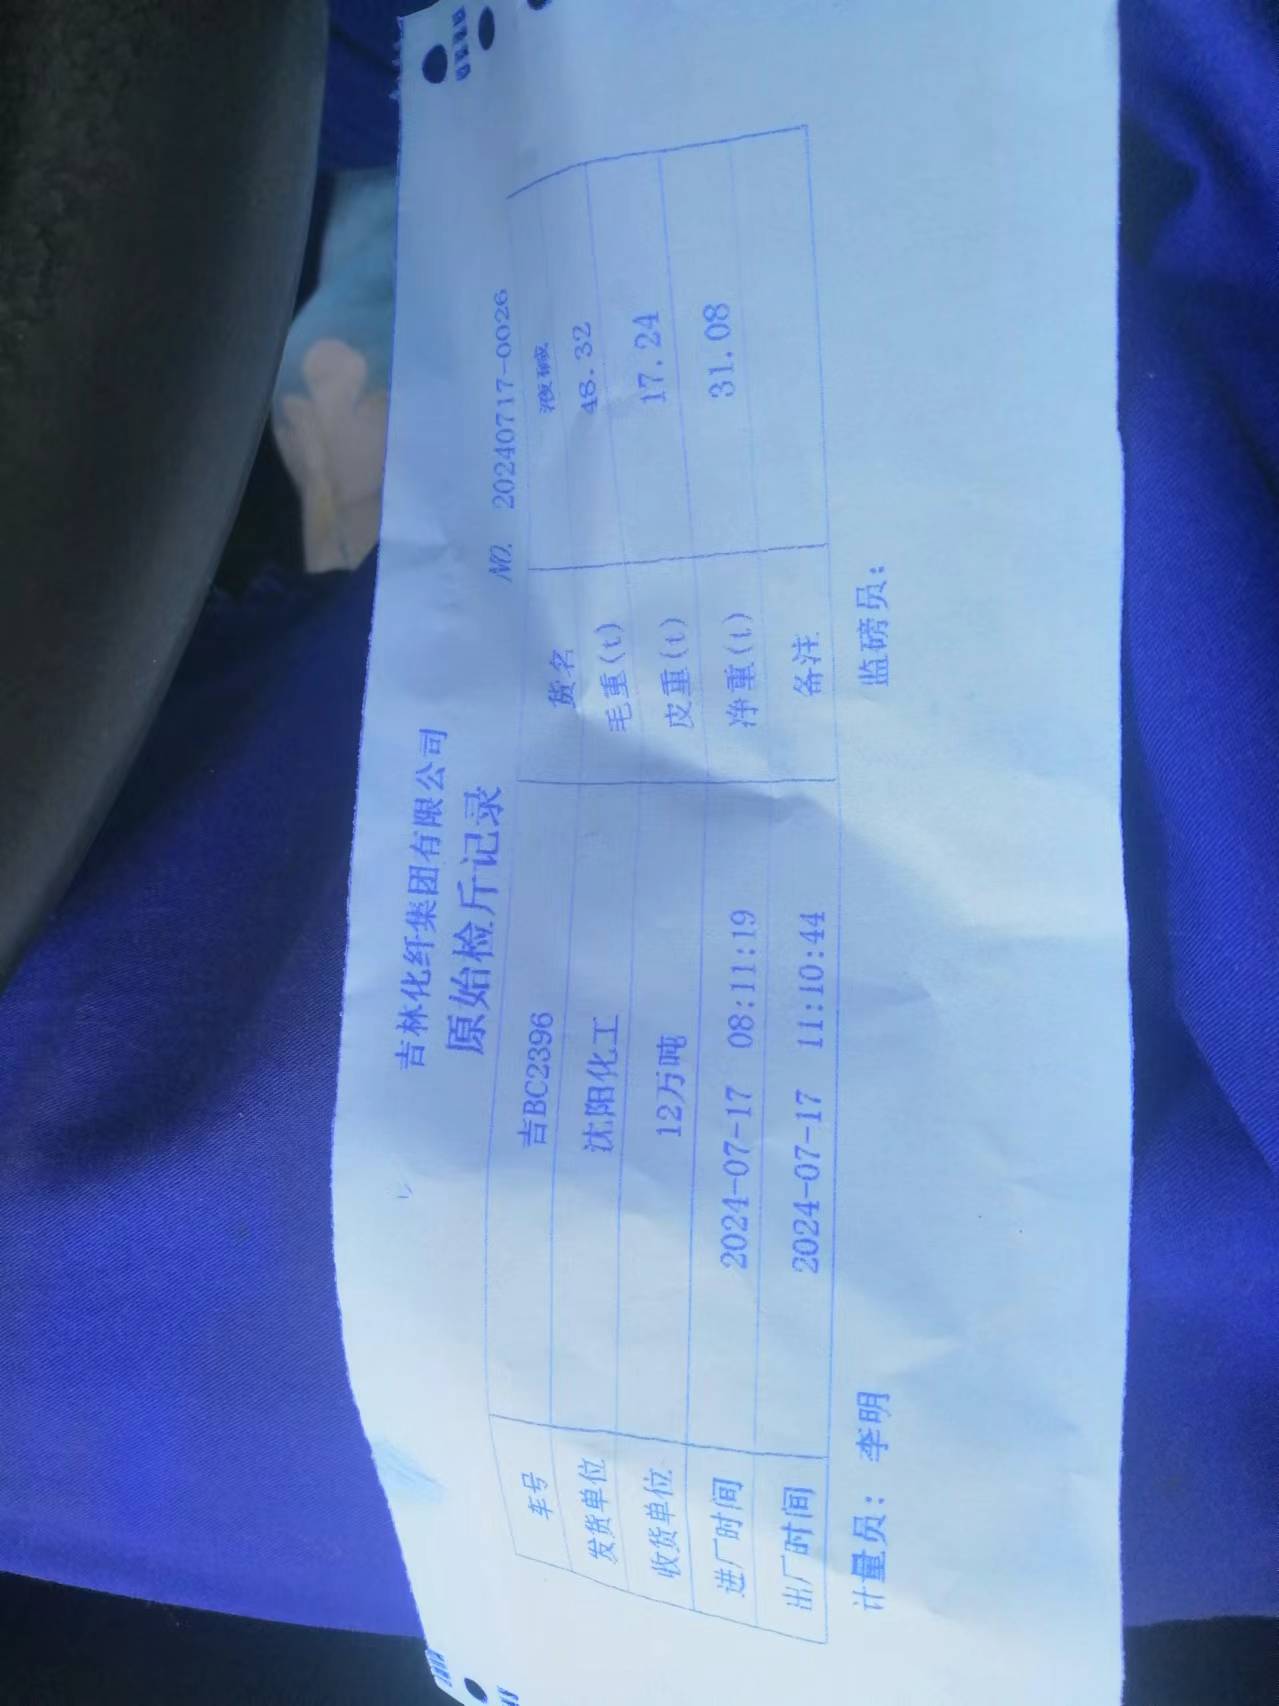 吉林化纤集团有限公司
原始检斤记录
NO. 20240717-0026
车号 吉BC2396 货名 液碱
发货单位 沈阳化工 毛重(t) 48.32
收货单位 12万吨 皮重(t) 17.24
进厂时间 2024-07-17 08:11:19 净重(t) 31.08
出厂时间 2024-07-17 11:10:44 备注
计量员: 李明 监磅员: